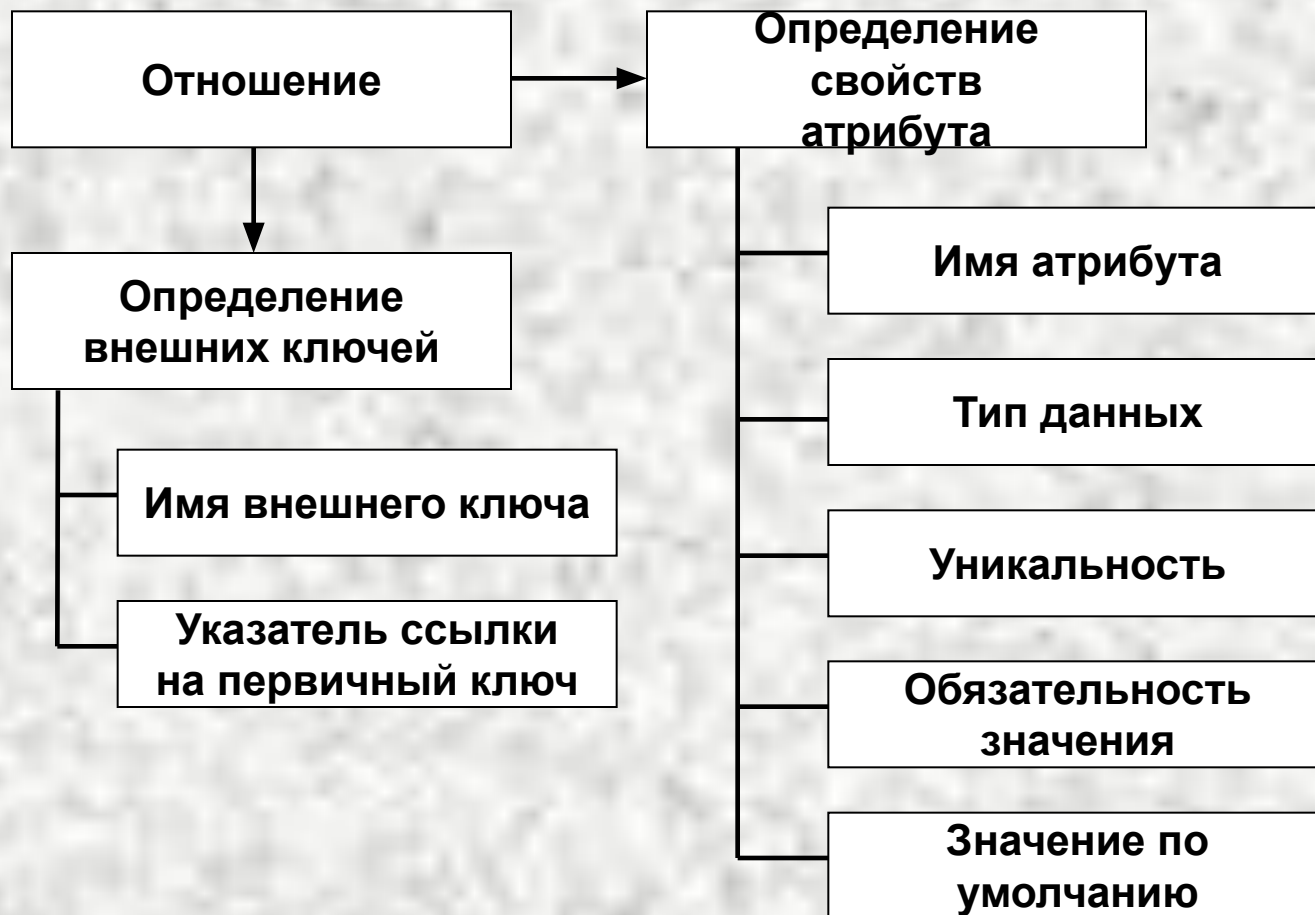 Отношение
Определение
свойств
атрибута
Определение
внешних ключей
Имя внешнего ключа
Указатель ссылки
на первичный ключ
Имя атрибута
Тип данных
Уникальность
Обязательность
значения
Значение по
умолчанию